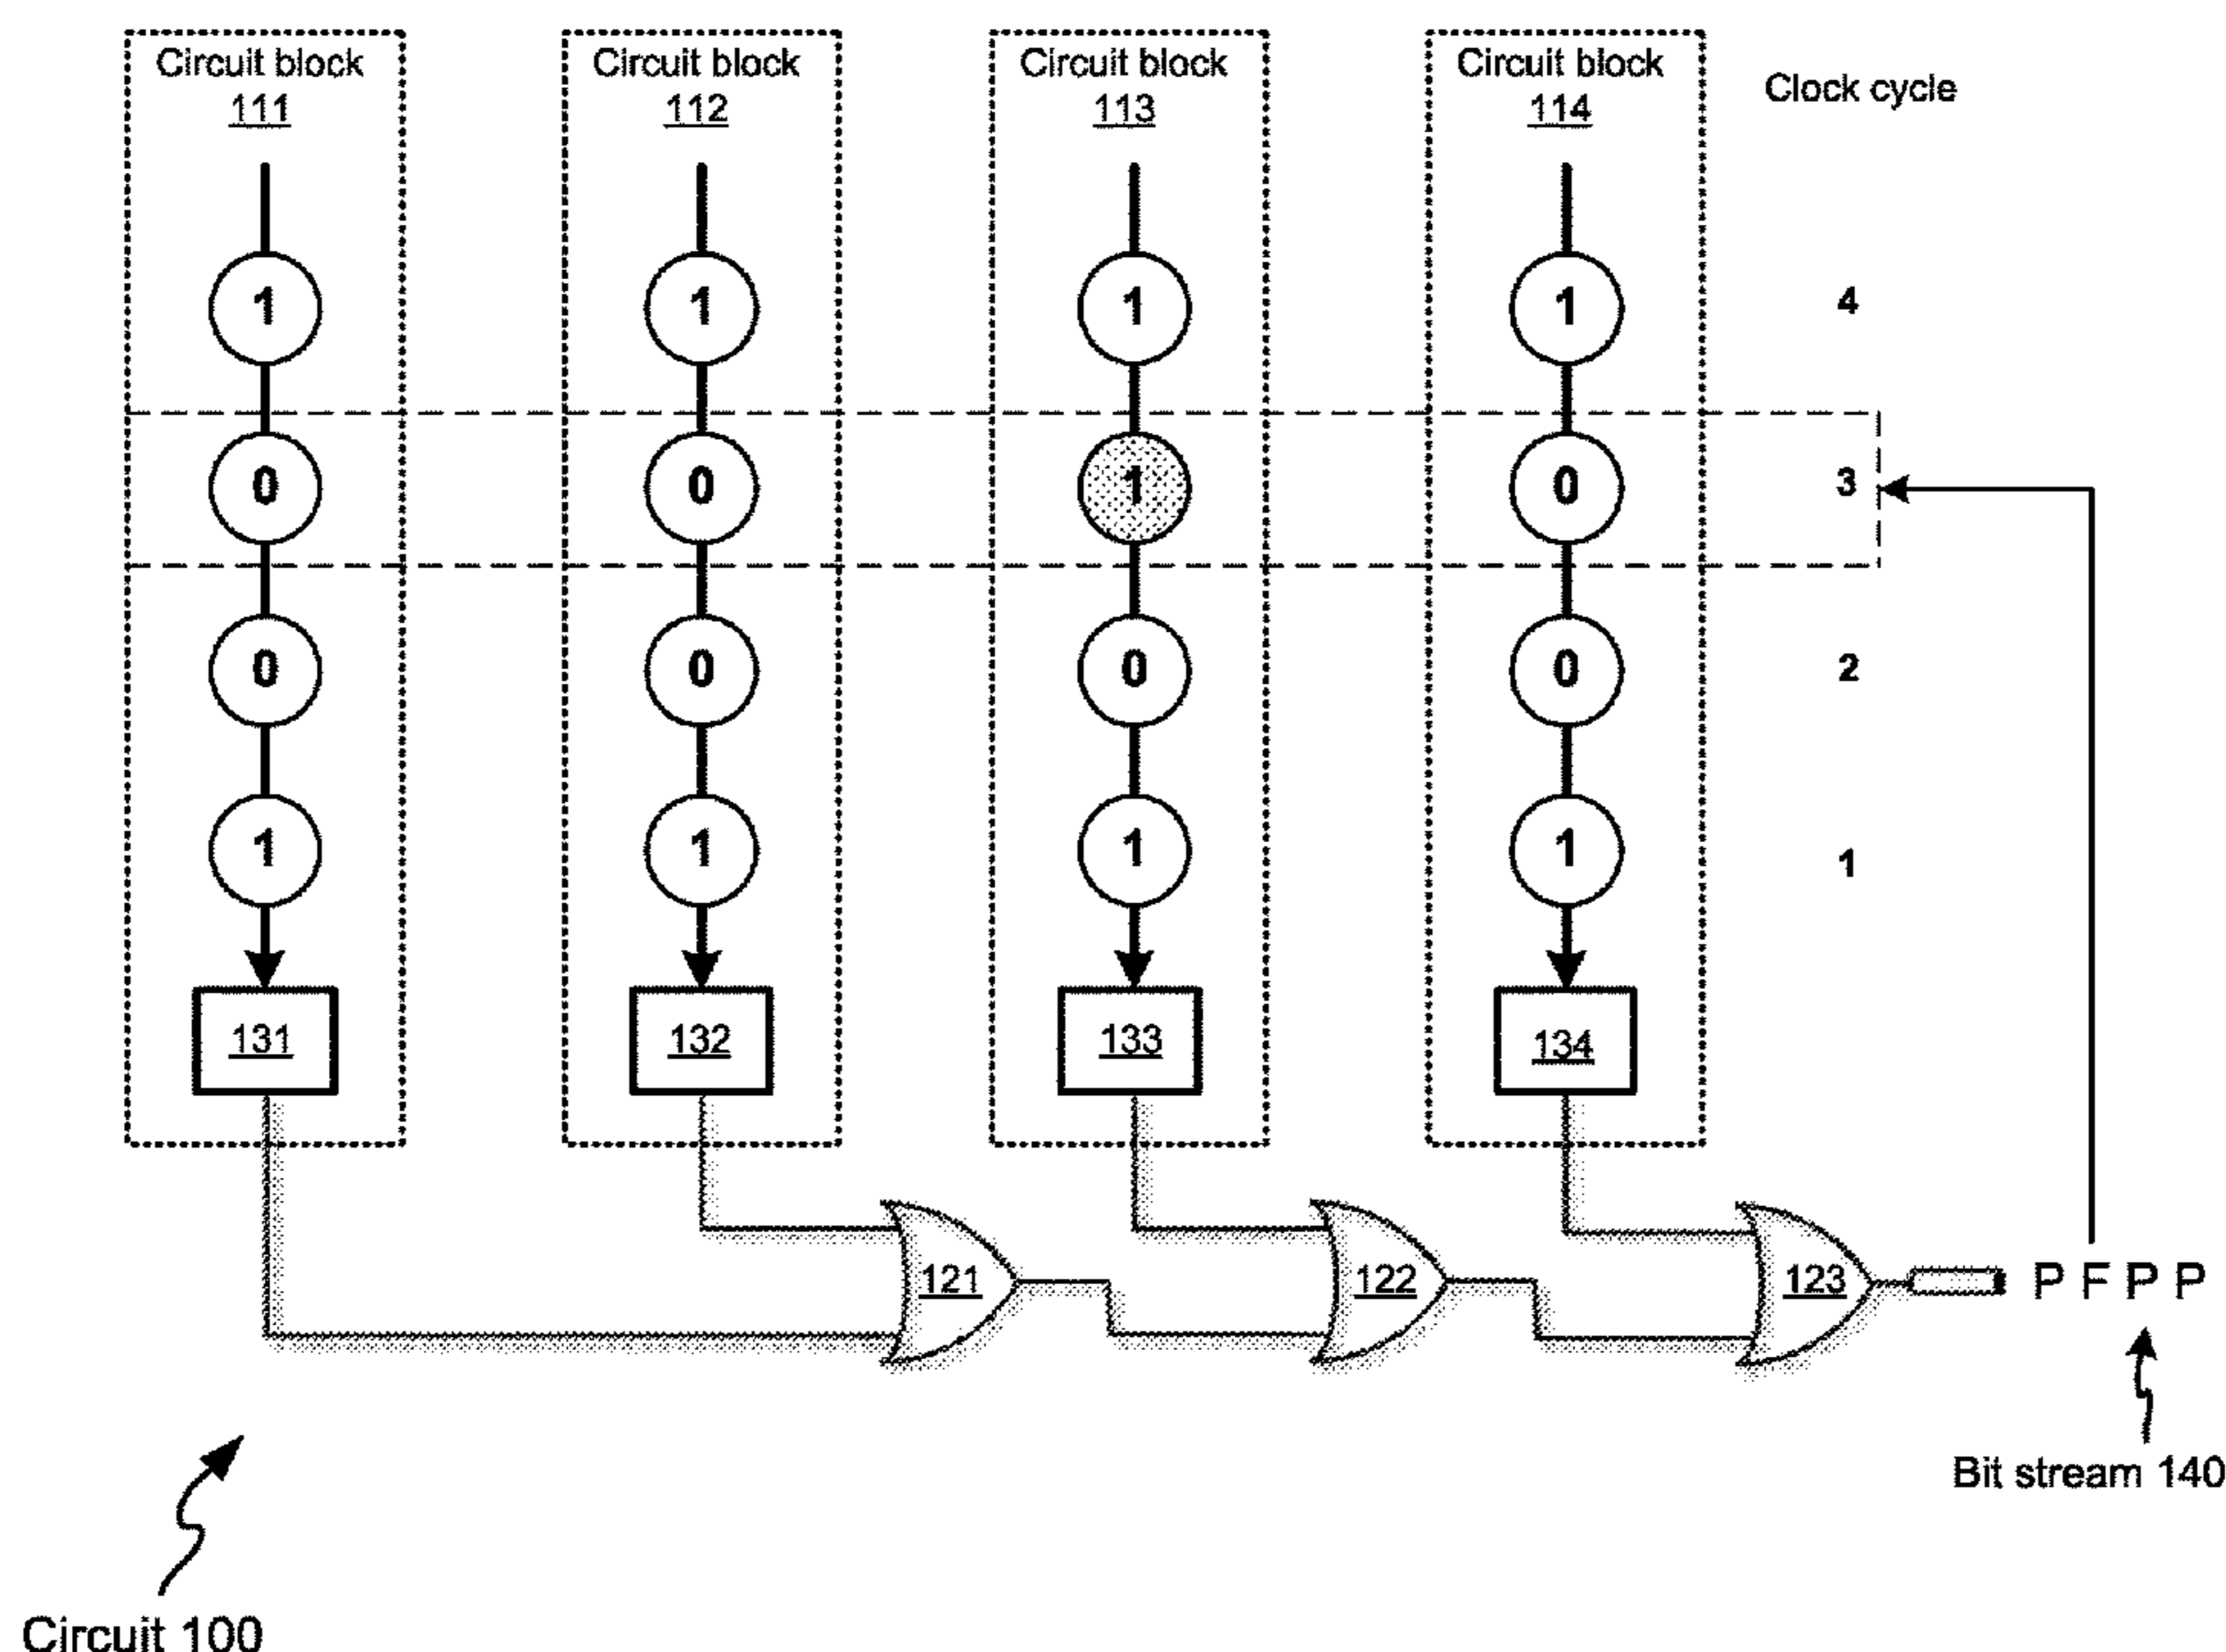 Circuit block Circuit block Circuit block Circuit block Clock cycle
111 112 113 114
1 1 1 1 4
0 0 1 0 3
0 0 0 0 2
1 1 1 1 1
131 132 133 134
121 122 123 P F P P
Bit stream 140
Circuit 100